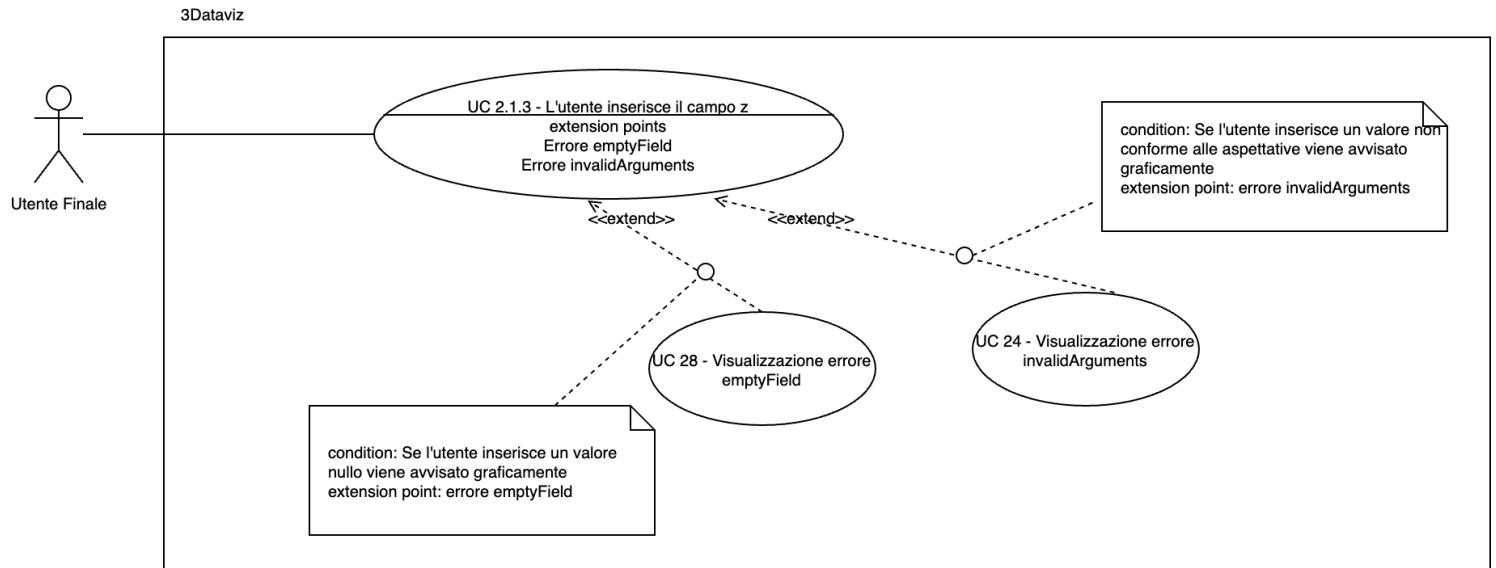 3Dataviz
Utente Finale
UC 2.1.3 - L'utente inserisce il campo z
extension points
Errore emptyField
Errore invalidArguments
condition: Se l'utente inserisce un valore non
conforme alle aspettative viene avvisato
graficamente
extension point: errore invalidArguments
<<extend>>
<<extend>>
UC 28 - Visualizzazione errore
emptyField
UC 24 - Visualizzazione errore
invalidArguments
condition: Se l'utente inserisce un valore
nullo viene avvisato graficamente
extension point: errore emptyField